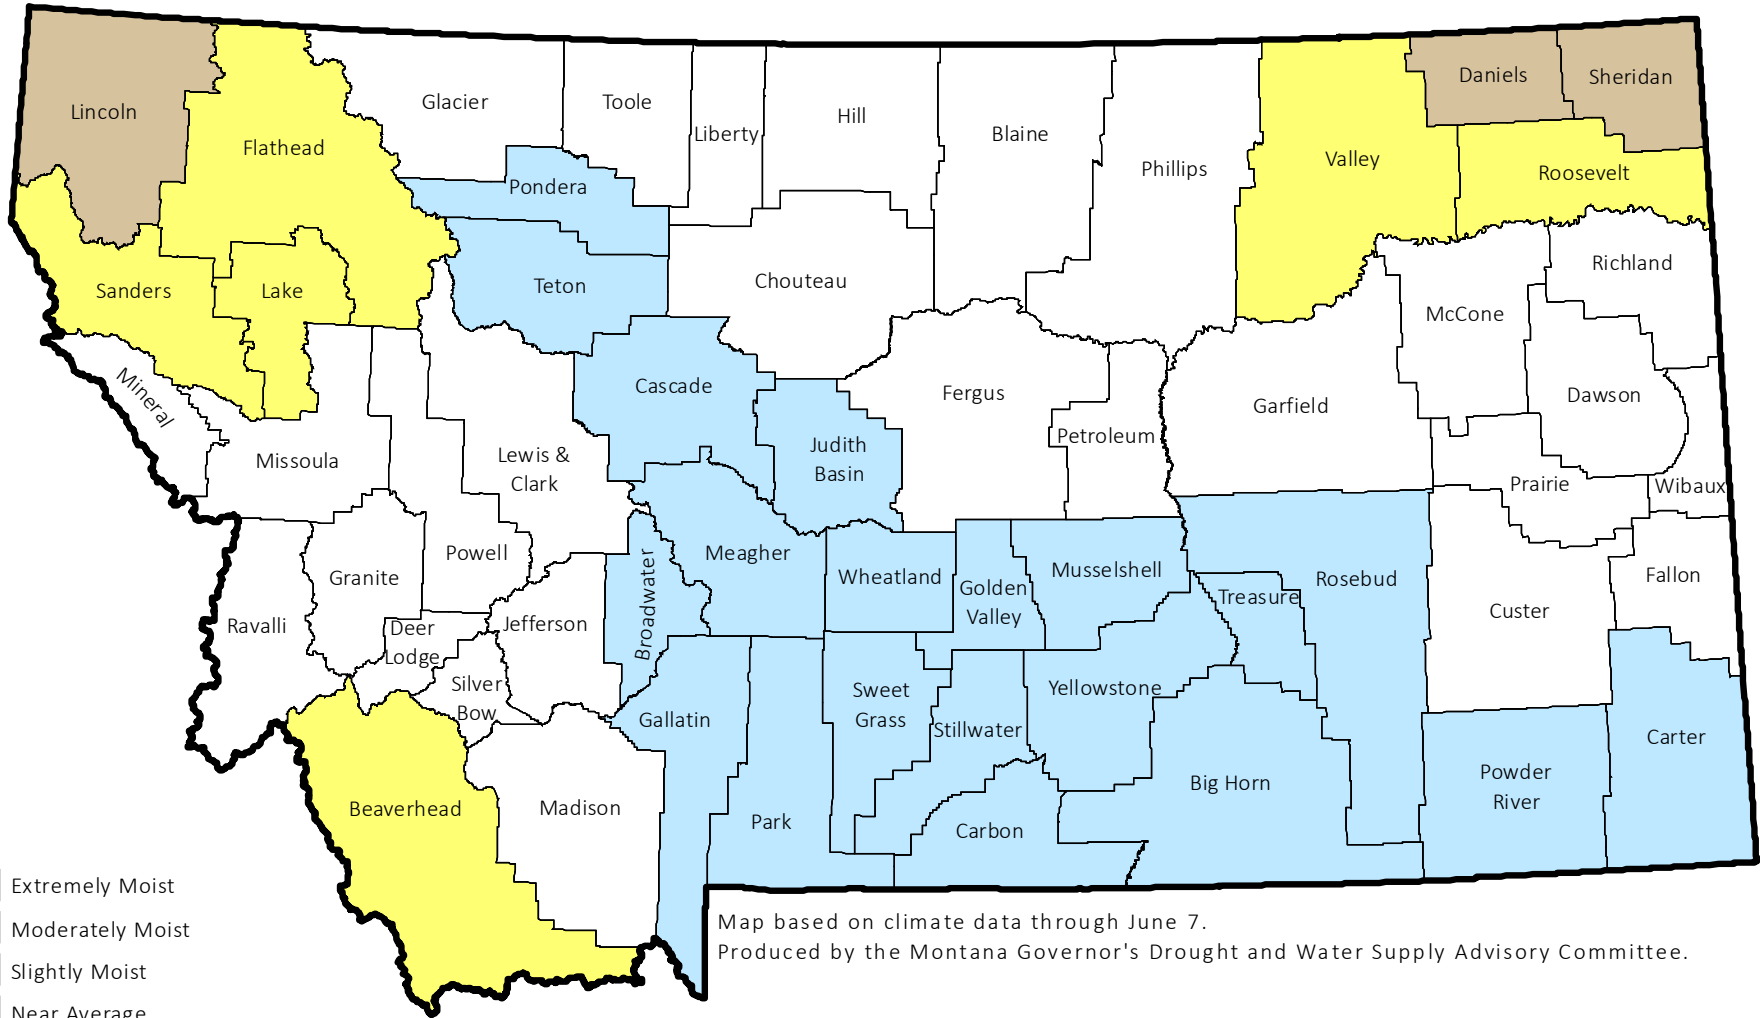 Lincoln
Flathead
Glacier
Toole
Liberty
Hill
Blaine
Phillips
Valley
Daniels
Sheridan
Roosevelt
Pondera
Teton
Chouteau
Sanders
Lake
Richland
McCone
Dawson
Mineral
Missoula
Lewis &
Clark
Cascade
Judith
Basin
Fergus
Petroleum
Garfield
Prairie
Wibaux
Powell
Granite
Ravalli
Deer
Lodge
Jefferson
Broadwater
Meagher
Wheatland
Golden
Valley
Musselshell
Treasure
Rosebud
Custer
Fallon
Silver
Bow
Gallatin
Sweet
Grass
Stillwater
Yellowstone
Beaverhead
Madison
Park
Carbon
Big Horn
Powder
River
Carter
Extremely Moist
Moderately Moist
Slightly Moist
Near Average
Map based on climate data through June 7.
Produced by the Montana Governor's Drought and Water Supply Advisory Committee.